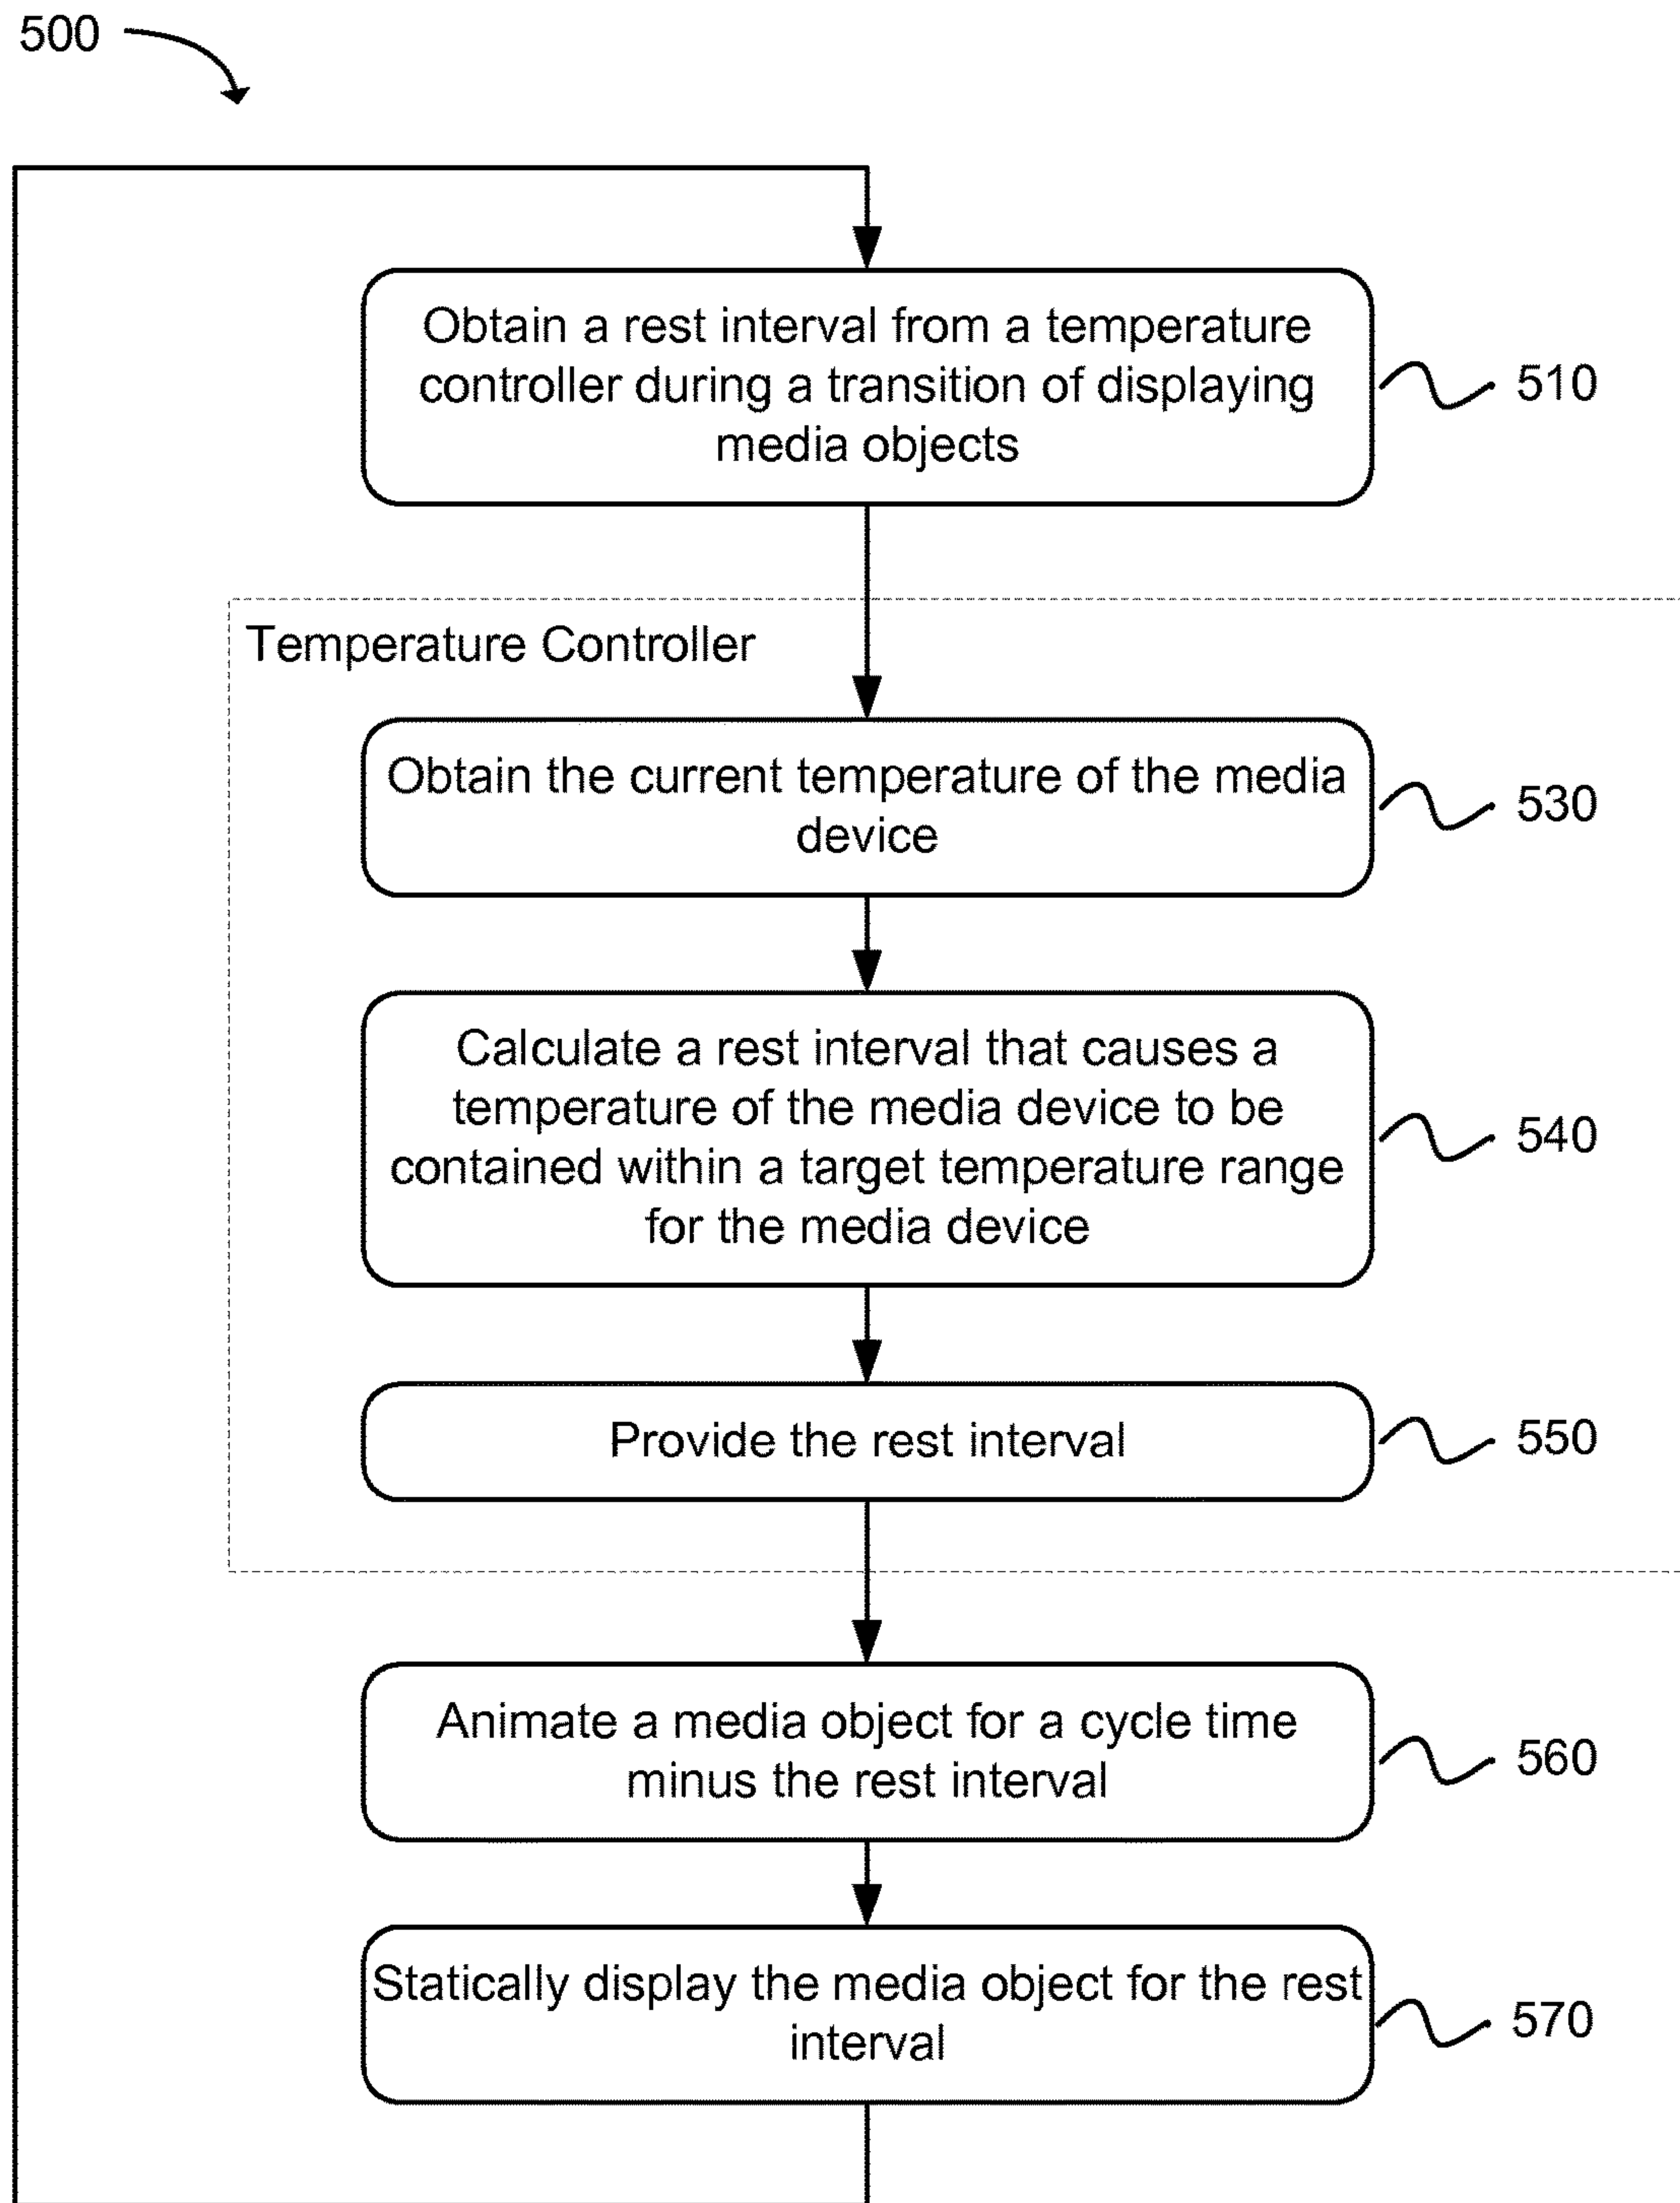 500
Obtain a rest interval from a temperature
controller during a transition of displaying
media objects
510
Temperature Controller
Obtain the current temperature of the media
device
530
Calculate a rest interval that causes a
temperature of the media device to be
contained within a target temperature range
for the media device
540
Provide the rest interval
550
Animate a media object for a cycle time
minus the rest interval
560
Statically display the media object for the rest
interval
570